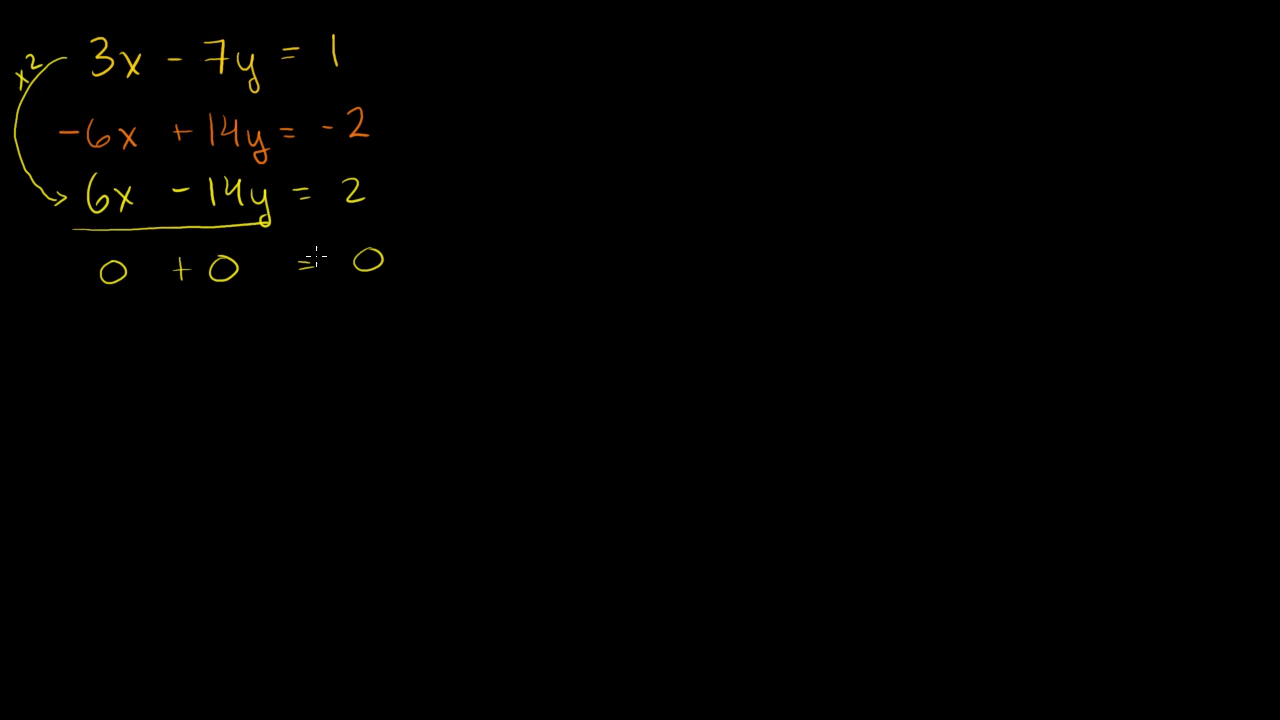 x2 3x - 7y = 1
-6x + 14y = -2
6x - 14y = 2
0 + 0 = 0